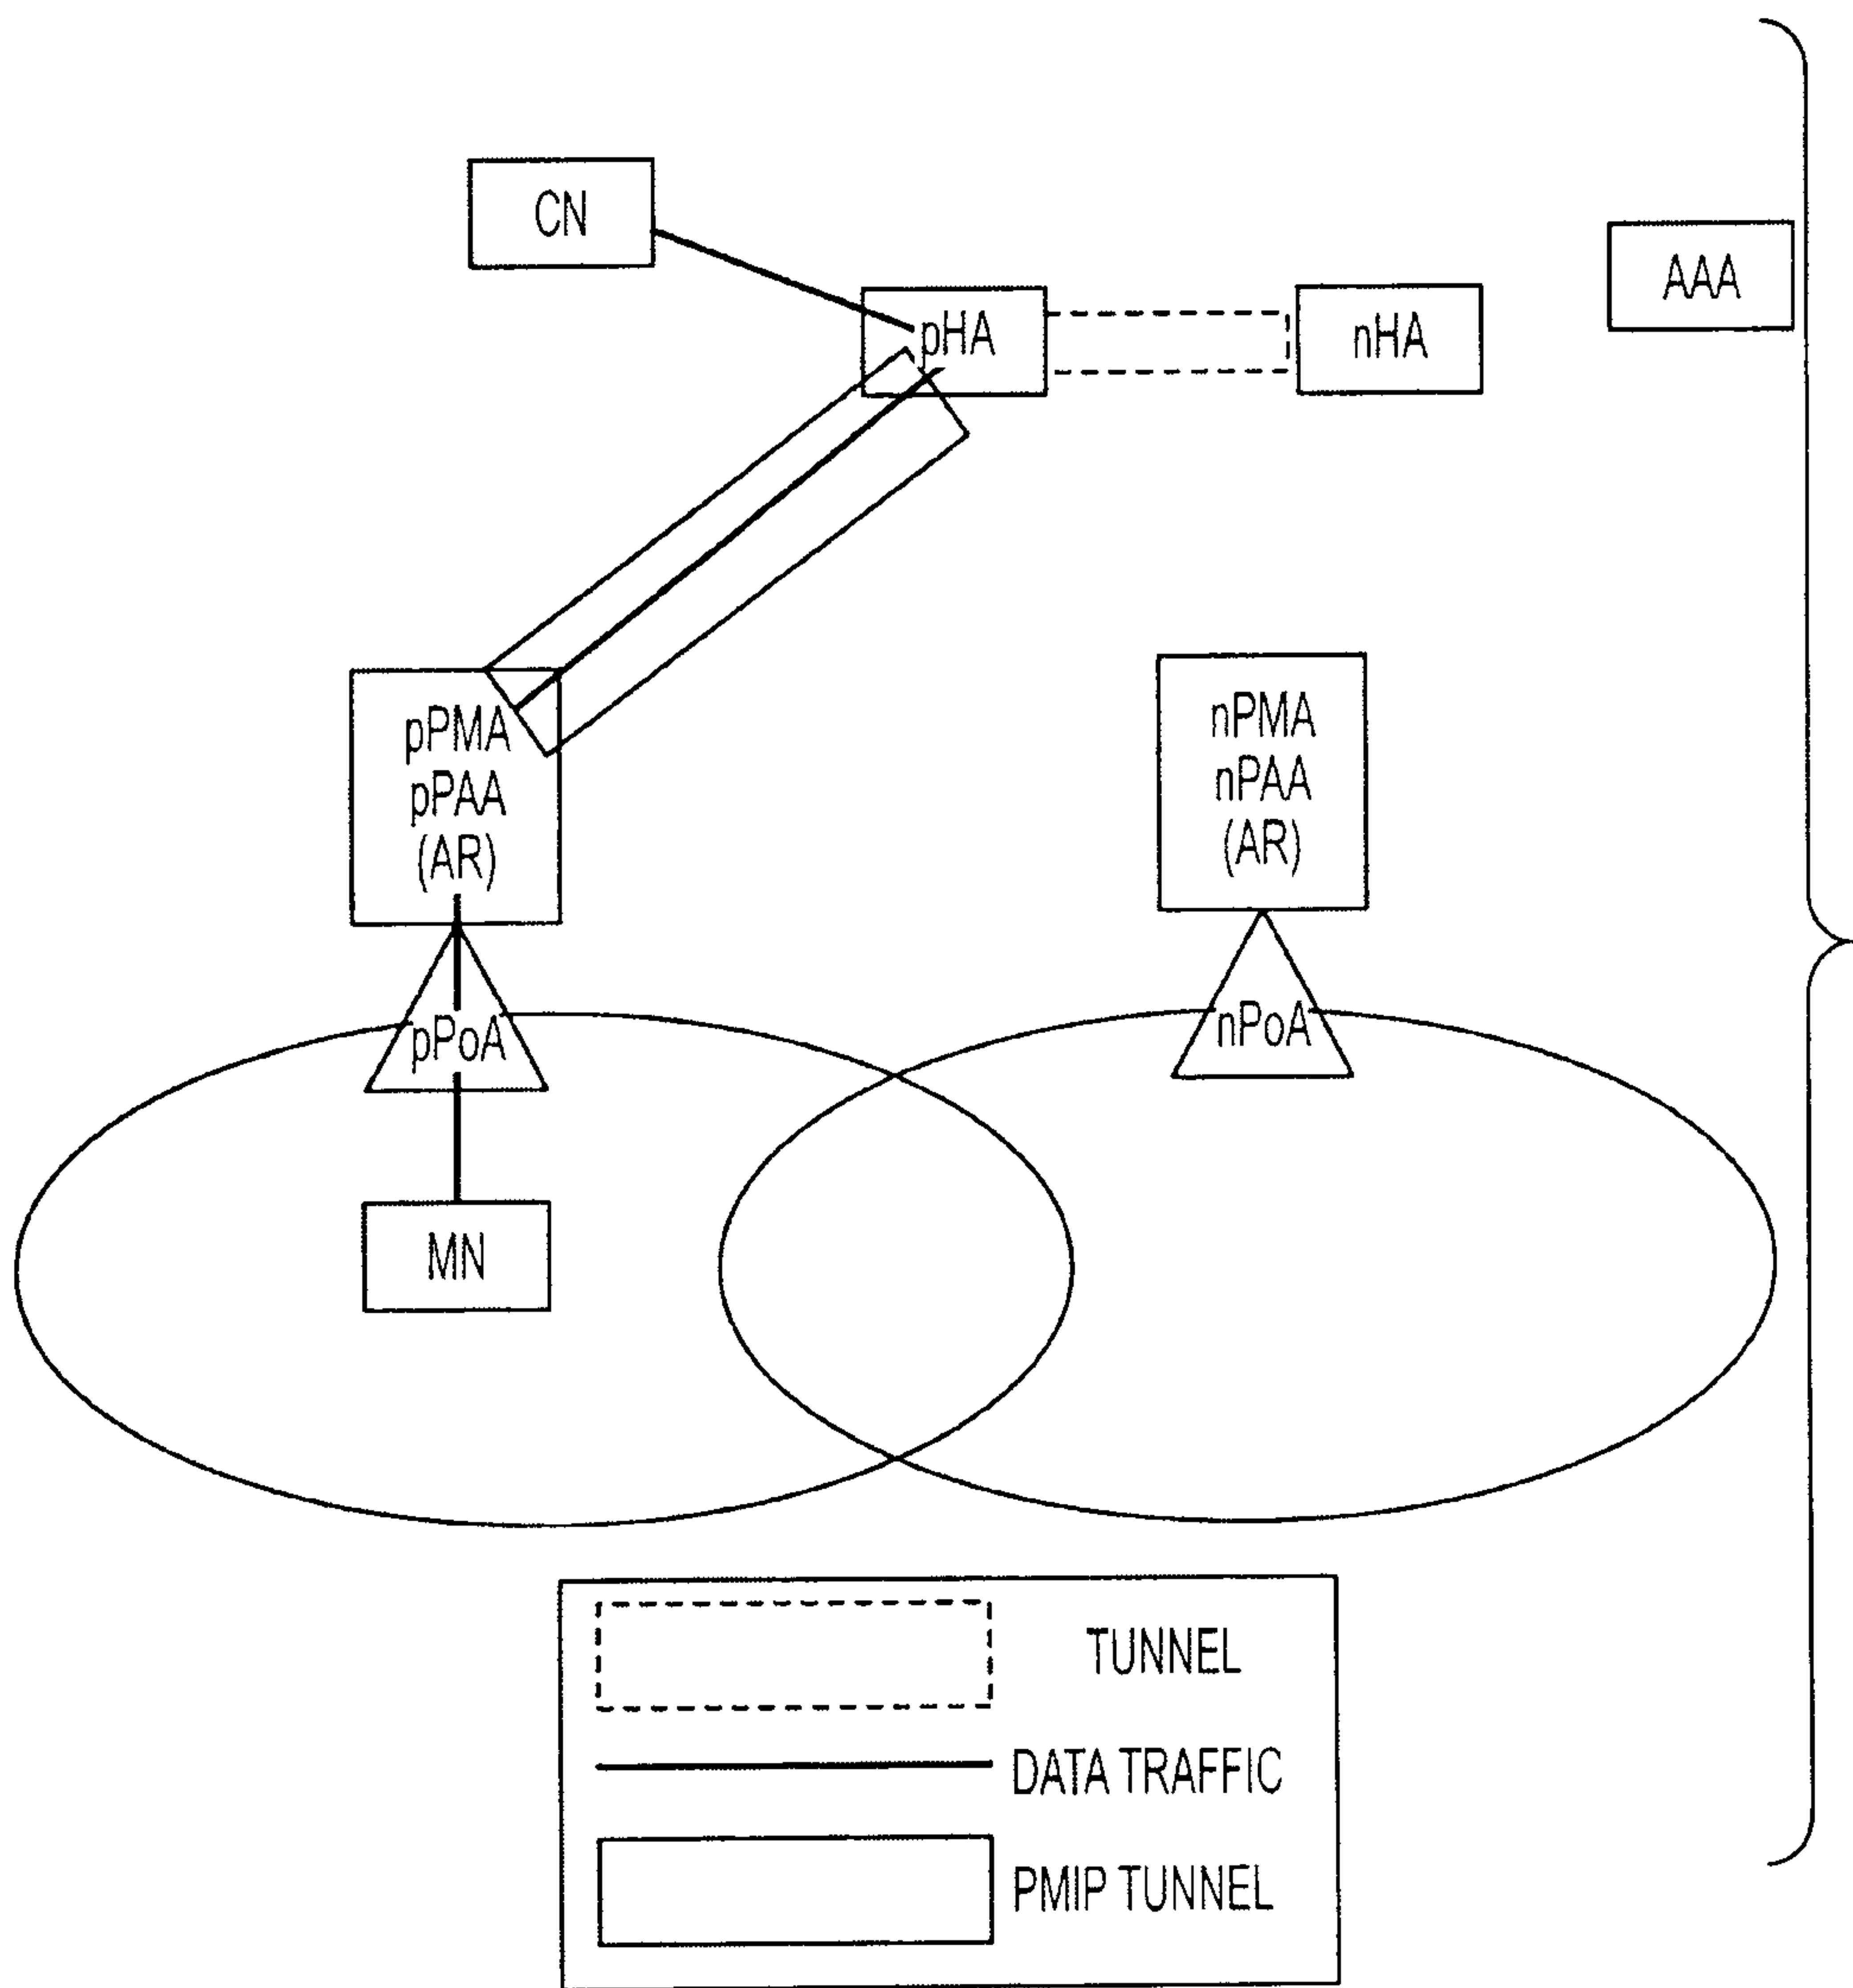 CN
AAA
pHA
nHA
pPMA
pPAA
(AR)
nPMA
nPAA
(AR)
pPoA
nPoA
MN
TUNNEL
DATA TRAFFIC
PMIP TUNNEL